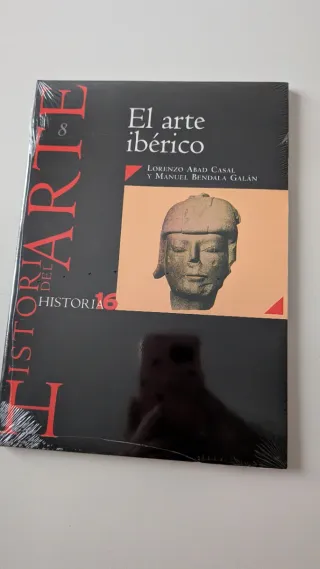 HISTORIA
DEL
ARTE
8
El arte
ibérico
LORENZO ABAD CASAL
Y MANUEL BENDALA GALÁN
HISTORIA 16